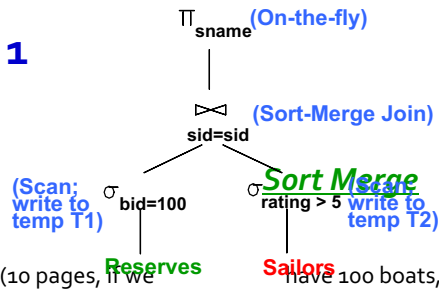 π sname (On-the-fly)
1
⋈ (Sort-Merge Join)
sid=sid
Sort Merge
(Scan; write to temp T1) σ bid=100
σ rating > 5 (Scan; write to temp T2)
Reserves
Sailors
(10 pages, if we have 100 boats,